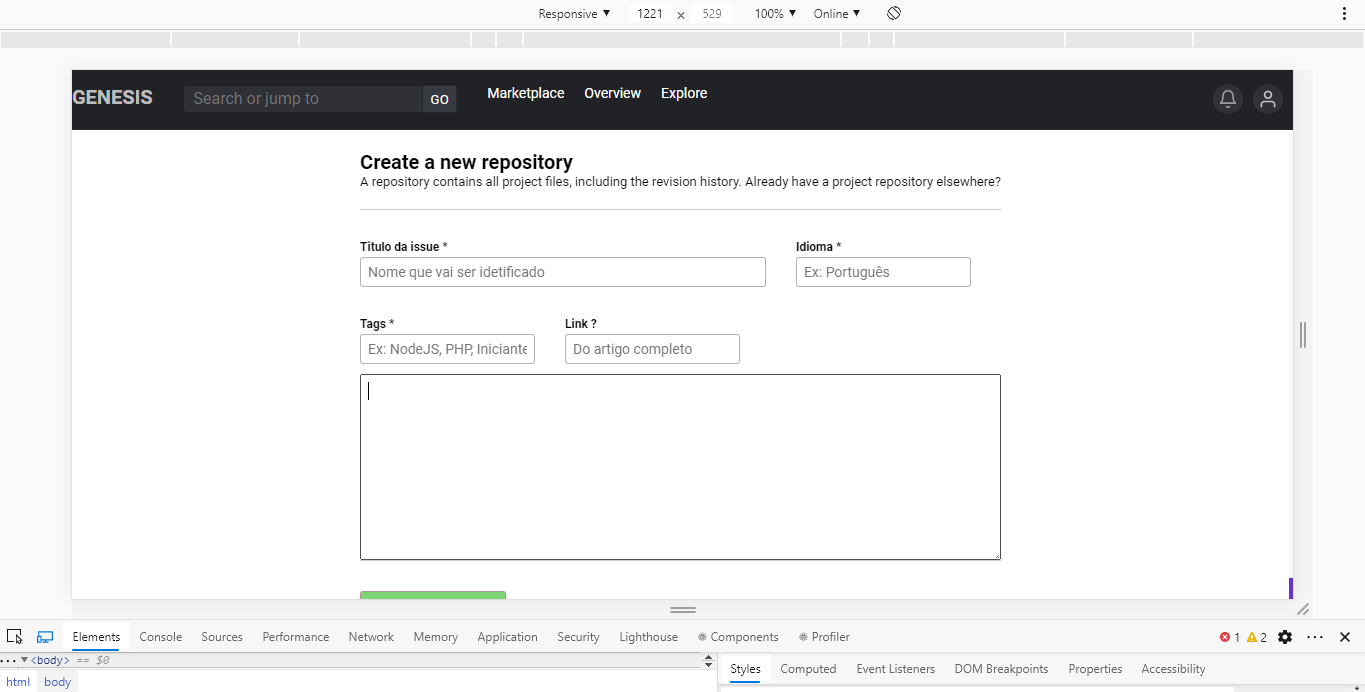 Responsive ▼ 1221 × 529 100% ▼ Online ▼
GENESIS Search or jump to GO Marketplace Overview Explore
Create a new repository
A repository contains all project files, including the revision history. Already have a project repository elsewhere?
Titulo da issue * Idioma *
Nome que vai ser idetificado Ex: Português
Tags * Link ?
Ex: NodeJS, PHP, Iniciante Do artigo completo
Elements Console Sources Performance Network Memory Application Security Lighthouse Components Profiler 1 2
... ▼<body> == $0
Styles Computed Event Listeners DOM Breakpoints Properties Accessibility
html body